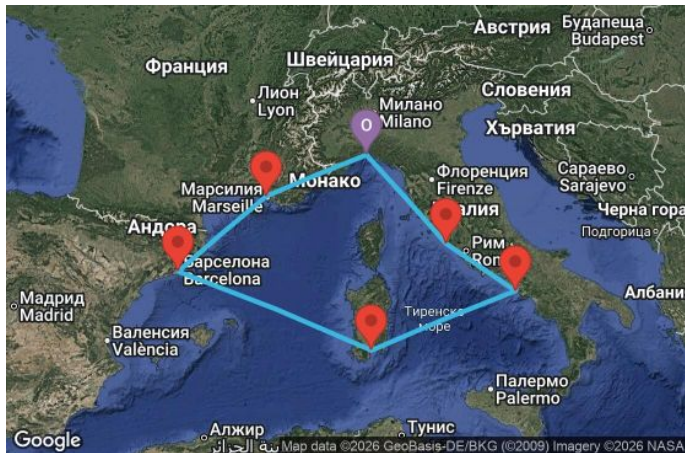 Австрия
Будапеща
Budapest
Франция
Швейцария
Лион
Lyon
Милано
Milano
Словения
Хърватия
O
Марсилия
Marseille
Монако
Флоренция
Firenze
Сараево
Sarajevo
Андора
Черна гора
Подгорица
Рим
Барселона
Barcelona
Мадрид
Madrid
Тиренско
море
Албани
Валенсия
València
Палермо
Palermo
Алжир
Тунис
Google
Map data ©2026 GeoBasis-DE/BKG (©2009) Imagery ©2026 NASA